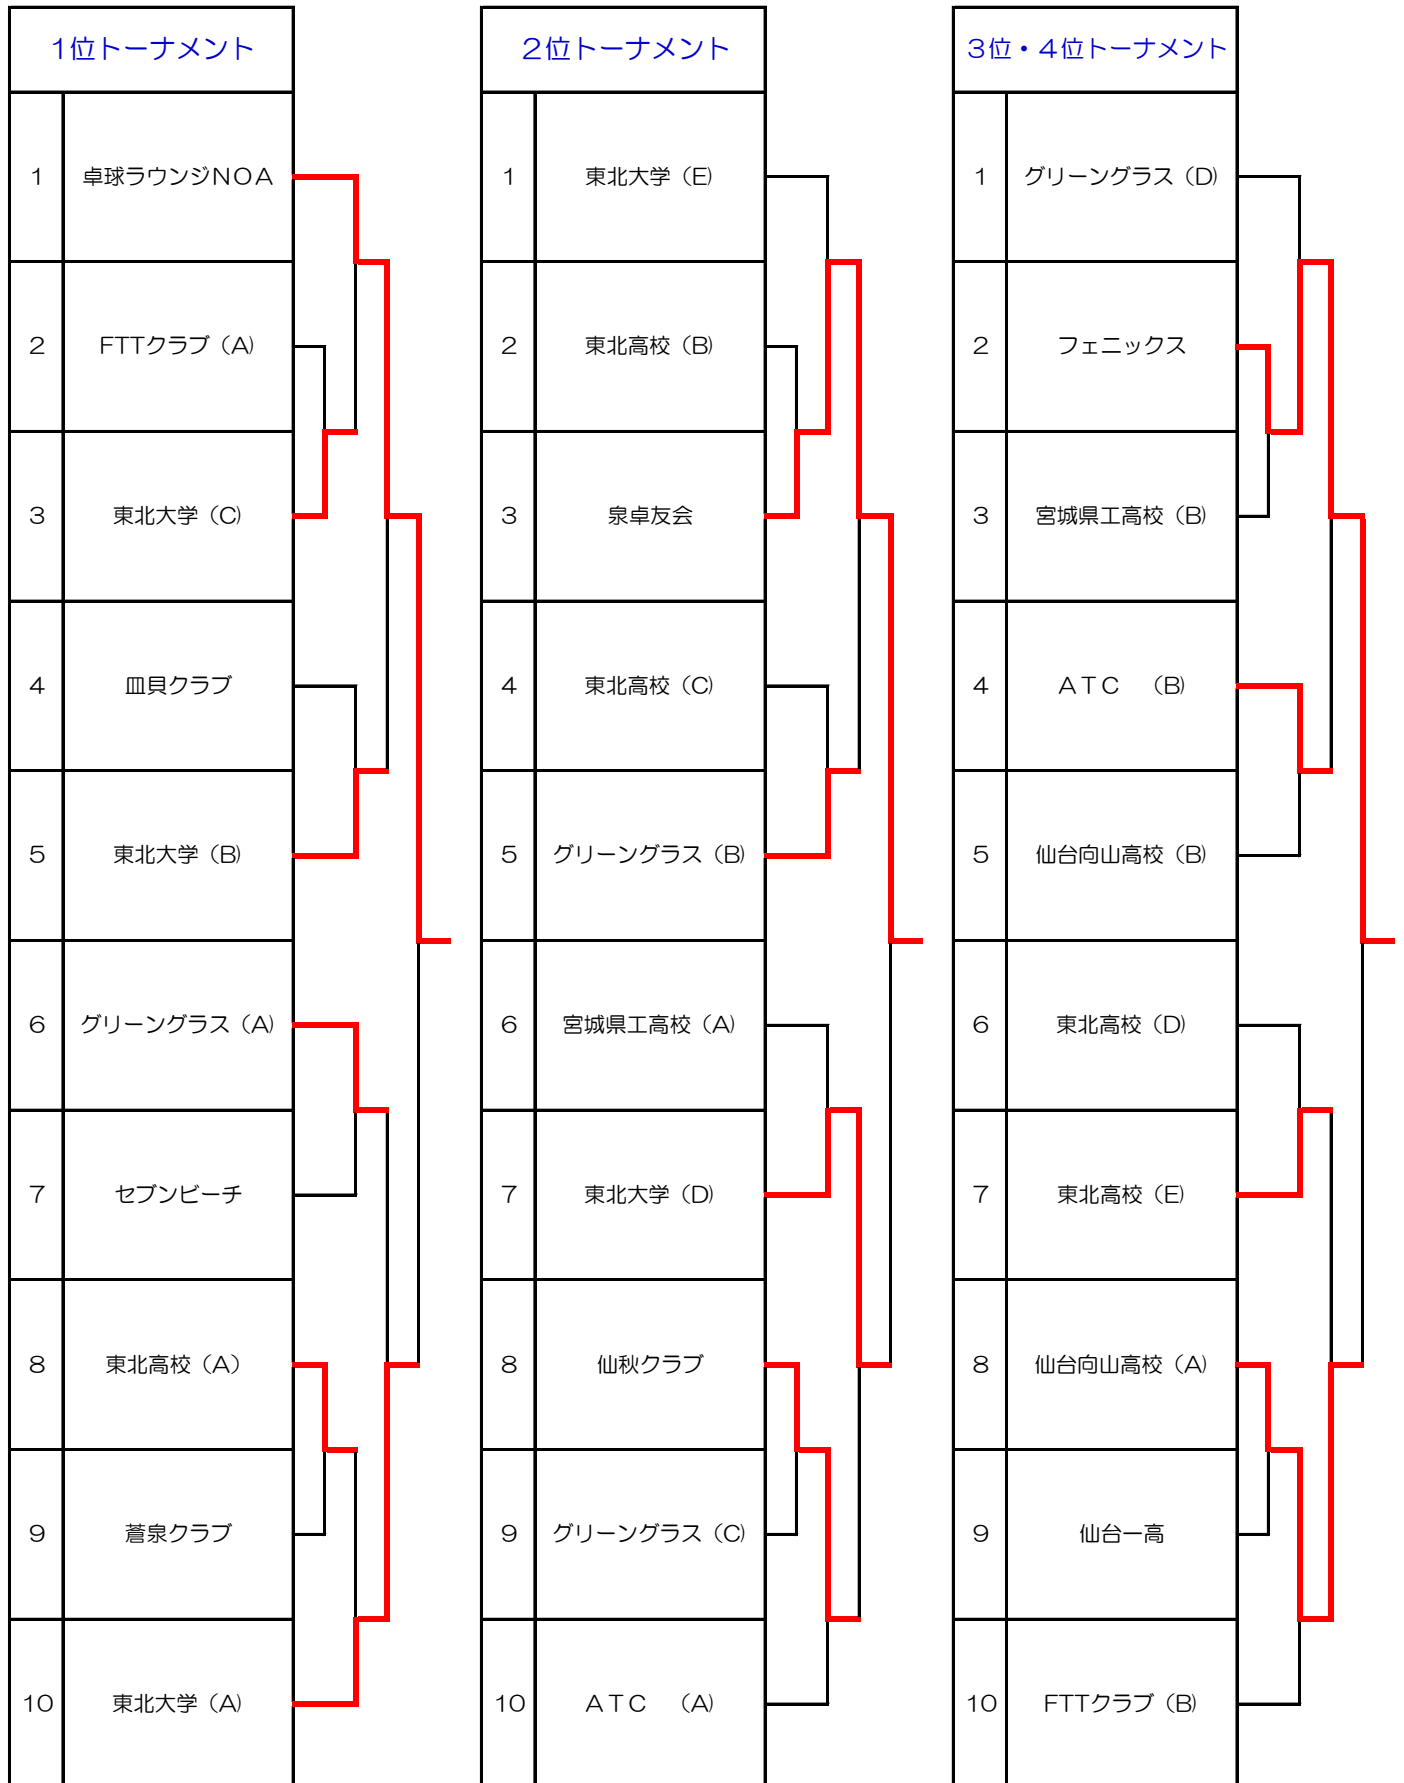 1位トーナメント
1 卓球ラウンジNOA
2 FTTクラブ（A)
3 東北大学（C)
4 皿貝クラブ
5 東北大学（B)
6 グリーングラス（A)
7 セブンビーチ
8 東北高校（A）
9 蒼泉クラブ
10 東北大学（A)
2位トーナメント
1 東北大学（E)
2 東北高校（B)
3 泉卓友会
4 東北高校（C)
5 グリーングラス（B)
6 宮城県工高校（A)
7 東北大学（D)
8 仙秋クラブ
9 グリーングラス（C)
10 ATC （A)
3位・4位トーナメント
1 グリーングラス（D)
2 フェニックス
3 宮城県工高校（B)
4 ATC （B)
5 仙台向山高校（B)
6 東北高校（D)
7 東北高校（E)
8 仙台向山高校（A)
9 仙台一高
10 FTTクラブ（B)